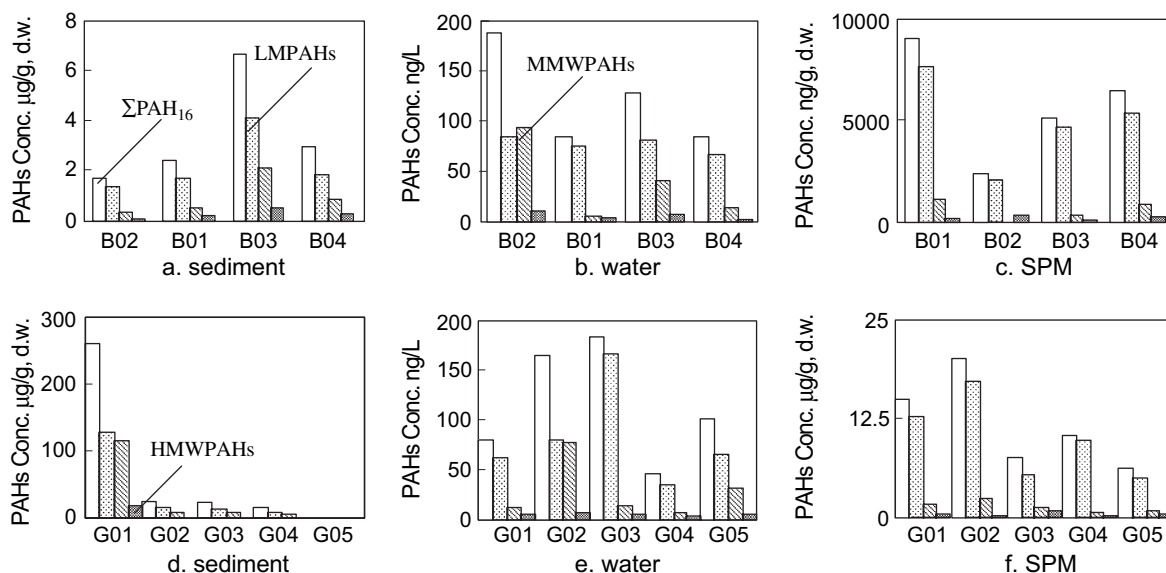 PAHs Conc. μg/g, d.w.
8
6
4
2
0
ΣPAH₁₆
LMPAHs
B02 B01 B03 B04
a. sediment
PAHs Conc. ng/L
200
150
100
50
0
MMWPAHs
B02 B01 B03 B04
b. water
PAHs Conc. ng/g, d.w.
10000
5000
0
B01 B02 B03 B04
c. SPM
PAHs Conc. μg/g, d.w.
300
200
100
0
HMWPAHs
G01 G02 G03 G04 G05
d. sediment
PAHs Conc. ng/L
200
150
100
50
0
G01 G02 G03 G04 G05
e. water
PAHs Conc. μg/g, d.w.
25
12.5
0
G01 G02 G03 G04 G05
f. SPM